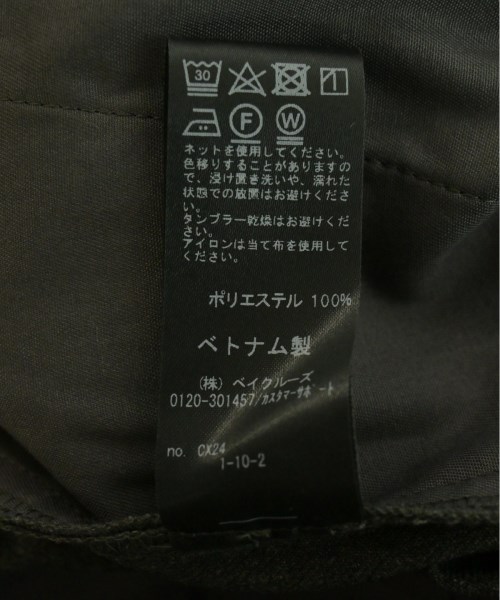 30
F W
ネットを使用してください。
色移りすることがありますの
で、浸け置き洗いや、濡れた
状態での放置はお避けくださ
い。
タンブラー乾燥はお避けくだ
さい。
アイロンは当て布を使用して
ください。
ポリエステル 100%
ベトナム製
(株) ベイクルーズ
0120-301457/カスタマーサポート
no. CX24
1-10-2